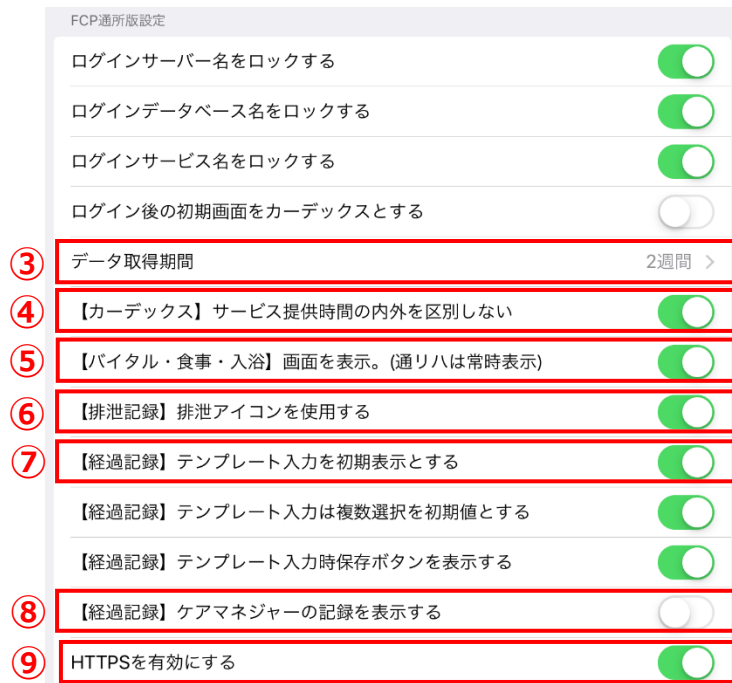 FCP通所版設定
ログインサーバー名をロックする
ログインデータベース名をロックする
ログインサービス名をロックする
ログイン後の初期画面をカーデックスとする
③ データ取得期間 2週間 >
④ 【カーデックス】サービス提供時間の内外を区別しない
⑤ 【バイタル・食事・入浴】画面を表示。(通リハは常時表示)
⑥ 【排泄記録】排泄アイコンを使用する
⑦ 【経過記録】テンプレート入力を初期表示とする
【経過記録】テンプレート入力は複数選択を初期値とする
【経過記録】テンプレート入力時保存ボタンを表示する
⑧ 【経過記録】ケアマネジャーの記録を表示する
⑨ HTTPSを有効にする